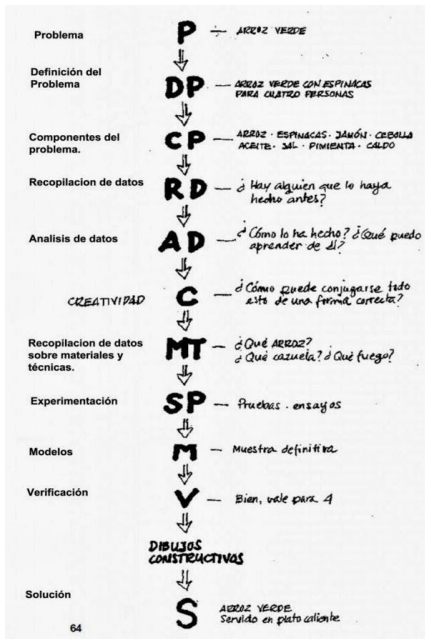 Problema
P
ARROZ VERDE
Definición del
Problema
DP
ARROZ VERDE CON ESPINACAS
PARA CUATRO PERSONAS
Componentes del
problema.
CP
ARROZ · ESPINACAS · JAMÓN · CEBOLLA
ACEITE · SAL · PIMIENTA · CALDO
Recopilacion de datos
RD
¿Hay alguien que lo haya
hecho antes?
Analisis de datos
AD
¿Cómo lo ha hecho? ¿Qué puedo
aprender de él?
CREATIVIDAD
C
¿Cómo puede conjugarse todo
esto de una forma correcta?
Recopilacion de datos
sobre materiales y
técnicas.
MT
¿Qué ARROZ?
¿Qué cazuela? ¿Qué fuego?
Experimentación
SP
Pruebas · ensayos
Modelos
M
Muestra definitiva
Verificación
V
Bien, vale para 4
DIBUJOS
CONSTRUCTIVOS
Solución
S
ARROZ VERDE
Servido en plato caliente
64